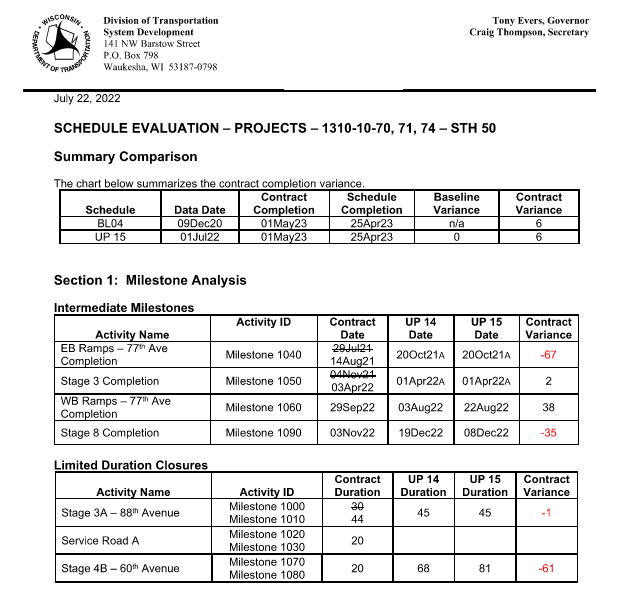 WISCONSIN
DEPARTMENT OF TRANSPORTATION
Division of Transportation
System Development
141 NW Barstow Street
P.O. Box 798
Waukesha, WI 53187-0798
Tony Evers, Governor
Craig Thompson, Secretary
July 22, 2022
SCHEDULE EVALUATION – PROJECTS – 1310-10-70, 71, 74 – STH 50
Summary Comparison
The chart below summarizes the contract completion variance.
Schedule Data Date Contract Completion Schedule Completion Baseline Variance Contract Variance
BL04 09Dec20 01May23 25Apr23 n/a 6
UP 15 01Jul22 01May23 25Apr23 0 6
Section 1: Milestone Analysis
Intermediate Milestones
Activity Name Activity ID Contract Date UP 14 Date UP 15 Date Contract Variance
EB Ramps – 77th Ave Completion Milestone 1040 29Jul21 14Aug21 20Oct21A 20Oct21A -67
Stage 3 Completion Milestone 1050 04Nov21 03Apr22 01Apr22A 01Apr22A 2
WB Ramps – 77th Ave Completion Milestone 1060 29Sep22 03Aug22 22Aug22 38
Stage 8 Completion Milestone 1090 03Nov22 19Dec22 08Dec22 -35
Limited Duration Closures
Activity Name Activity ID Contract Duration UP 14 Duration UP 15 Duration Contract Variance
Stage 3A – 88th Avenue Milestone 1000 Milestone 1010 30 44 45 45 -1
Service Road A Milestone 1020 Milestone 1030 20
Stage 4B – 60th Avenue Milestone 1070 Milestone 1080 20 68 81 -61